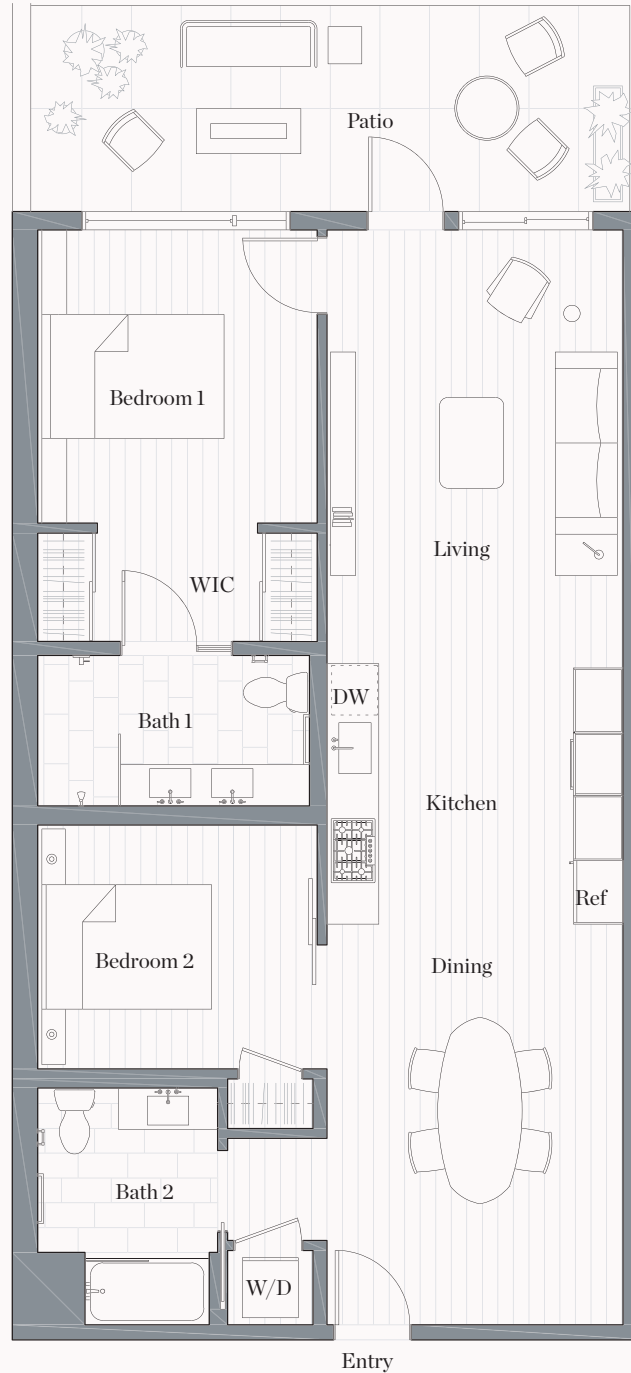 Patio
Bedroom 1
Living
WIC
DW
Bath 1
Kitchen
Ref
Bedroom 2
Dining
Bath 2
W/D
Entry